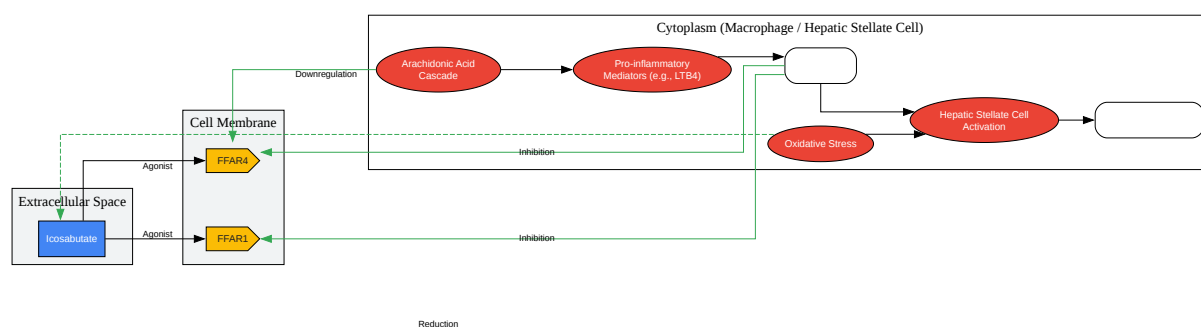 Cytoplasm (Macrophage / Hepatic Stellate Cell)
Arachidonic Acid
Cascade
Pro-inflammatory
Mediators (e.g., LTB4)
Downregulation
Hepatic Stellate Cell
Activation
Oxidative Stress
Cell Membrane
FFAR4
Inhibition
Agonist
Extracellular Space
Icosabutate
Agonist
FFAR1
Inhibition
Reduction